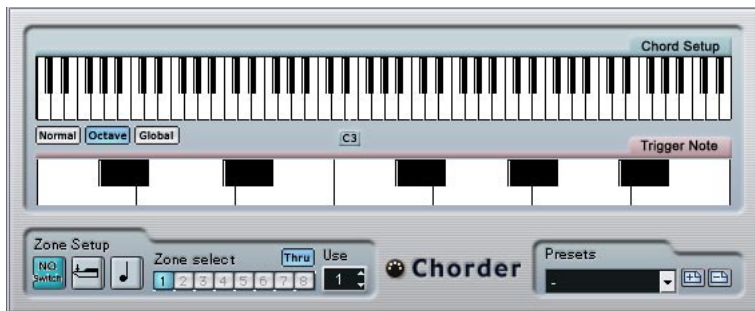 Chord Setup
Normal Octave Global C3
Trigger Note
Zone Setup
NO Switch
Zone select Thru Use
1 2 3 4 5 6 7 8 1
Chorder
Presets
-